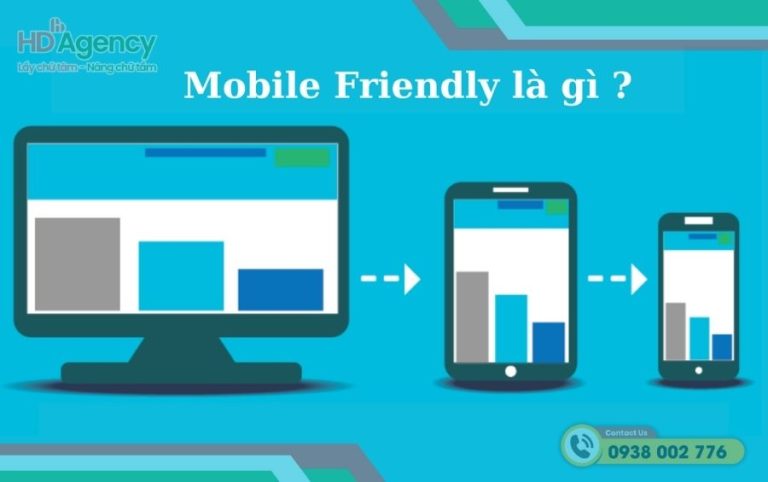 HD Agency
Lấy chữ tâm - Nâng chữ tầm
Mobile Friendly là gì ?
Contact Us
0938 002 776